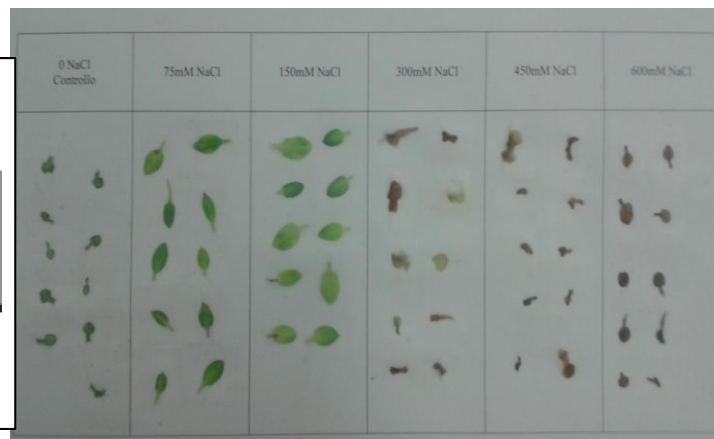 0 NaCl
Controllo
75mM NaCl
150mM NaCl
300mM NaCl
450mM NaCl
600mM NaCl